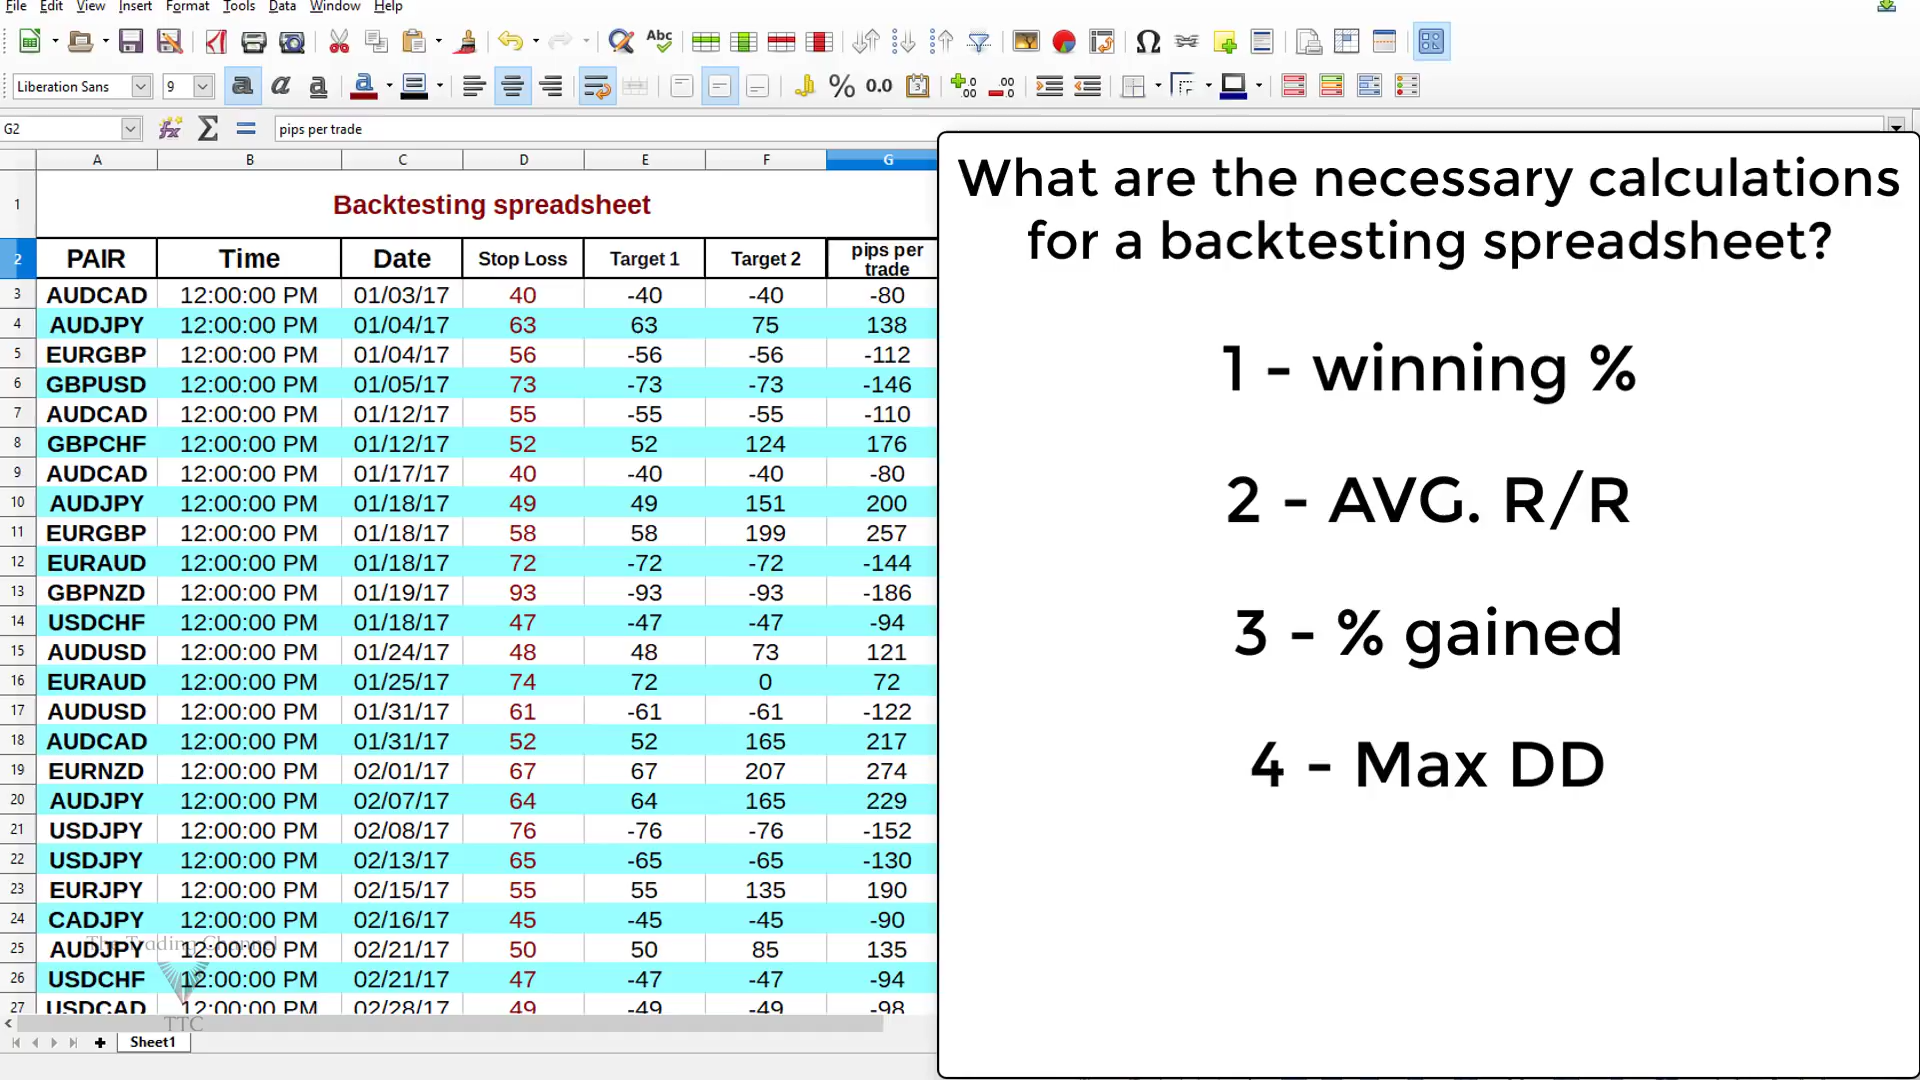 File Edit View Insert Format Tools Data Window Help
Liberation Sans 9
G2 pips per trade
A B C D E F G
1 Backtesting spreadsheet
2 PAIR Time Date Stop Loss Target 1 Target 2 pips per trade
3 AUDCAD 12:00:00 PM 01/03/17 40 -40 -40 -80
4 AUDJPY 12:00:00 PM 01/04/17 63 63 75 138
5 EURGBP 12:00:00 PM 01/04/17 56 -56 -56 -112
6 GBPUSD 12:00:00 PM 01/05/17 73 -73 -73 -146
7 AUDCAD 12:00:00 PM 01/12/17 55 -55 -55 -110
8 GBPCHF 12:00:00 PM 01/12/17 52 52 124 176
9 AUDCAD 12:00:00 PM 01/17/17 40 -40 -40 -80
10 AUDJPY 12:00:00 PM 01/18/17 49 49 151 200
11 EURGBP 12:00:00 PM 01/18/17 58 58 199 257
12 EURAUD 12:00:00 PM 01/18/17 72 -72 -72 -144
13 GBPNZD 12:00:00 PM 01/19/17 93 -93 -93 -186
14 USDCHF 12:00:00 PM 01/18/17 47 -47 -47 -94
15 AUDUSD 12:00:00 PM 01/24/17 48 48 73 121
16 EURAUD 12:00:00 PM 01/25/17 74 72 0 72
17 AUDUSD 12:00:00 PM 01/31/17 61 -61 -61 -122
18 AUDCAD 12:00:00 PM 01/31/17 52 52 165 217
19 EURNZD 12:00:00 PM 02/01/17 67 67 207 274
20 AUDJPY 12:00:00 PM 02/07/17 64 64 165 229
21 USDJPY 12:00:00 PM 02/08/17 76 -76 -76 -152
22 USDJPY 12:00:00 PM 02/13/17 65 -65 -65 -130
23 EURJPY 12:00:00 PM 02/15/17 55 55 135 190
24 CADJPY 12:00:00 PM 02/16/17 45 -45 -45 -90
The Trading Channel
25 AUDJPY 12:00:00 PM 02/21/17 50 50 85 135
26 USDCHF 12:00:00 PM 02/21/17 47 -47 -47 -94
27 USDCAD 12:00:00 PM 02/28/17 49 -49 -49 -98
TTC
Sheet1
What are the necessary calculations
for a backtesting spreadsheet?
1 - winning %
2 - AVG. R/R
3 - % gained
4 - Max DD